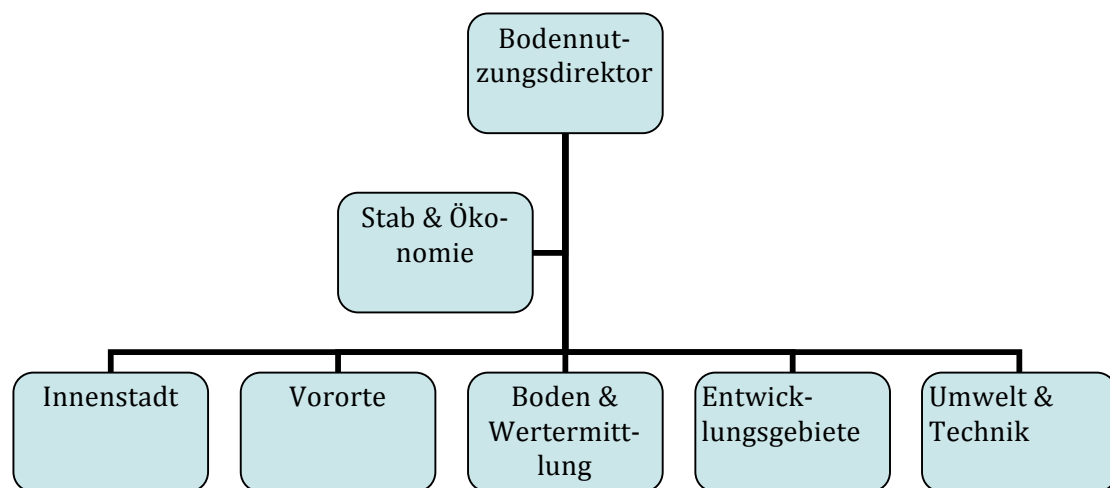 Bodennut-
zungsdirektor
Stab & Öko-
nomie
Innenstadt
Vororte
Boden &
Wertermitt-
lung
Entwick-
lungsgebiete
Umwelt &
Technik